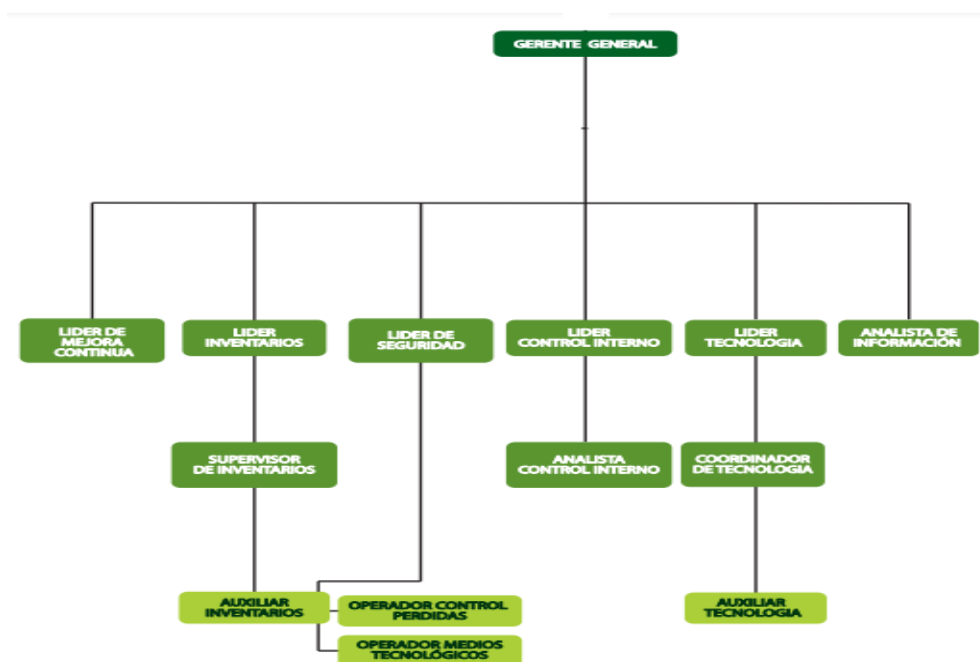 GERENTE GENERAL
LIDER DE
MEJORA
CONTINUA
LIDER
INVENTARIOS
LIDER DE
SEGURIDAD
LIDER
CONTROL INTERNO
LIDER
TECNOLOGIA
ANALISTA DE
INFORMACIÓN
SUPERVISOR
DE INVENTARIOS
ANALISTA
CONTROL INTERNO
COORDINADOR
DE TECNOLOGIA
AUXILIAR
INVENTARIOS
OPERADOR CONTROL
PERDIDAS
OPERADOR MEDIOS
TECNOLÓGICOS
AUXILIAR
TECNOLOGIA